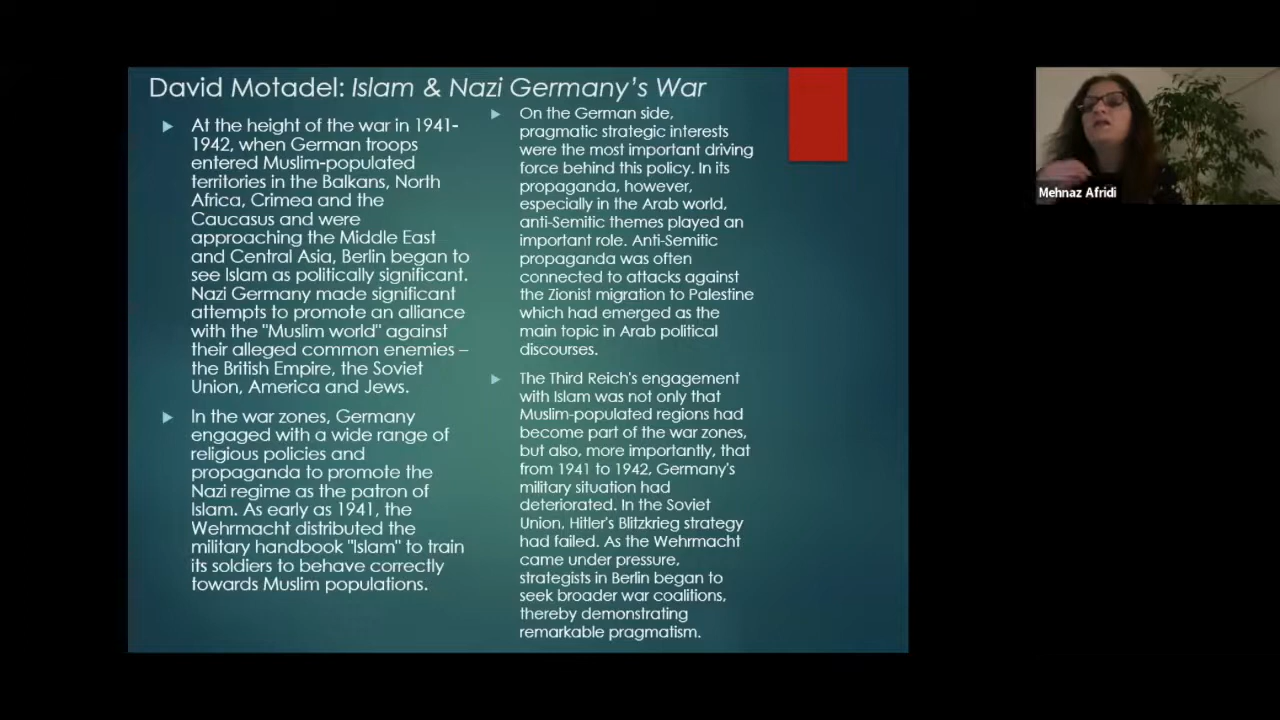 David Motadel: Islam & Nazi Germany's War
At the height of the war in 1941-
1942, when German troops
entered Muslim-populated
territories in the Balkans, North
Africa, Crimea and the
Caucasus and were
approaching the Middle East
and Central Asia, Berlin began to
see Islam as politically significant.
Nazi Germany made significant
attempts to promote an alliance
with the "Muslim world" against
their alleged common enemies –
the British Empire, the Soviet
Union, America and Jews.
In the war zones, Germany
engaged with a wide range of
religious policies and
propaganda to promote the
Nazi regime as the patron of
Islam. As early as 1941, the
Wehrmacht distributed the
military handbook "Islam" to train
its soldiers to behave correctly
towards Muslim populations.
On the German side,
pragmatic strategic interests
were the most important driving
force behind this policy. In its
propaganda, however,
especially in the Arab world,
anti-Semitic themes played an
important role. Anti-Semitic
propaganda was often
connected to attacks against
the Zionist migration to Palestine
which had emerged as the
main topic in Arab political
discourses.
The Third Reich's engagement
with Islam was not only that
Muslim-populated regions had
become part of the war zones,
but also, more importantly, that
from 1941 to 1942, Germany's
military situation had
deteriorated. In the Soviet
Union, Hitler's Blitzkrieg strategy
had failed. As the Wehrmacht
came under pressure,
strategists in Berlin began to
seek broader war coalitions,
thereby demonstrating
remarkable pragmatism.
Mehnaz Afridi